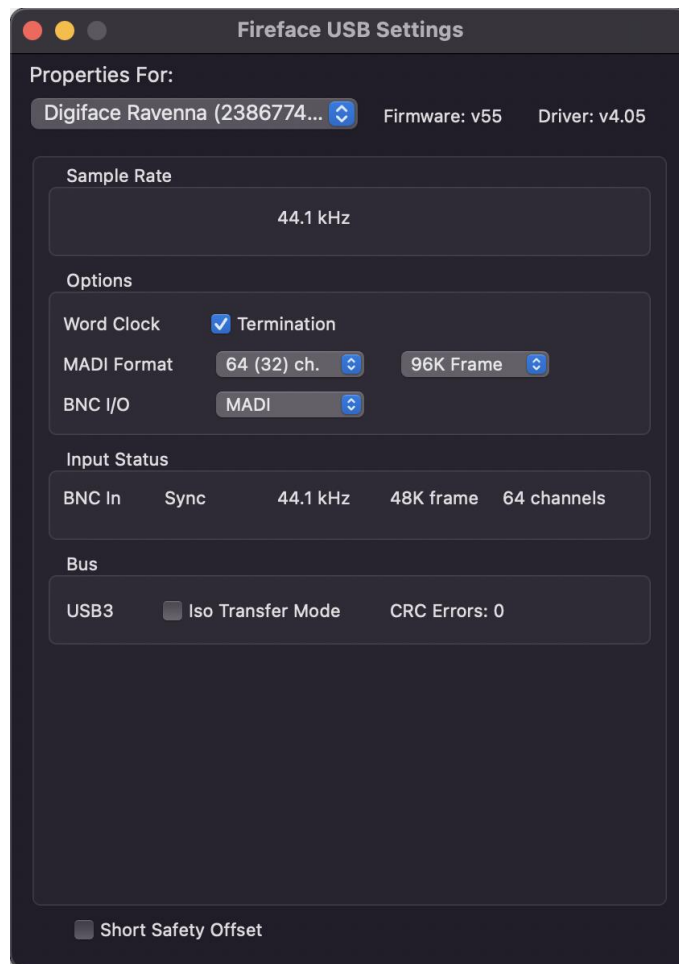 Fireface USB Settings
Properties For:
Digiface Ravenna (2386774... Firmware: v55 Driver: v4.05
Sample Rate
44.1 kHz
Options
Word Clock Termination
MADI Format 64 (32) ch. 96K Frame
BNC I/O MADI
Input Status
BNC In Sync 44.1 kHz 48K frame 64 channels
Bus
USB3 Iso Transfer Mode CRC Errors: 0
Short Safety Offset